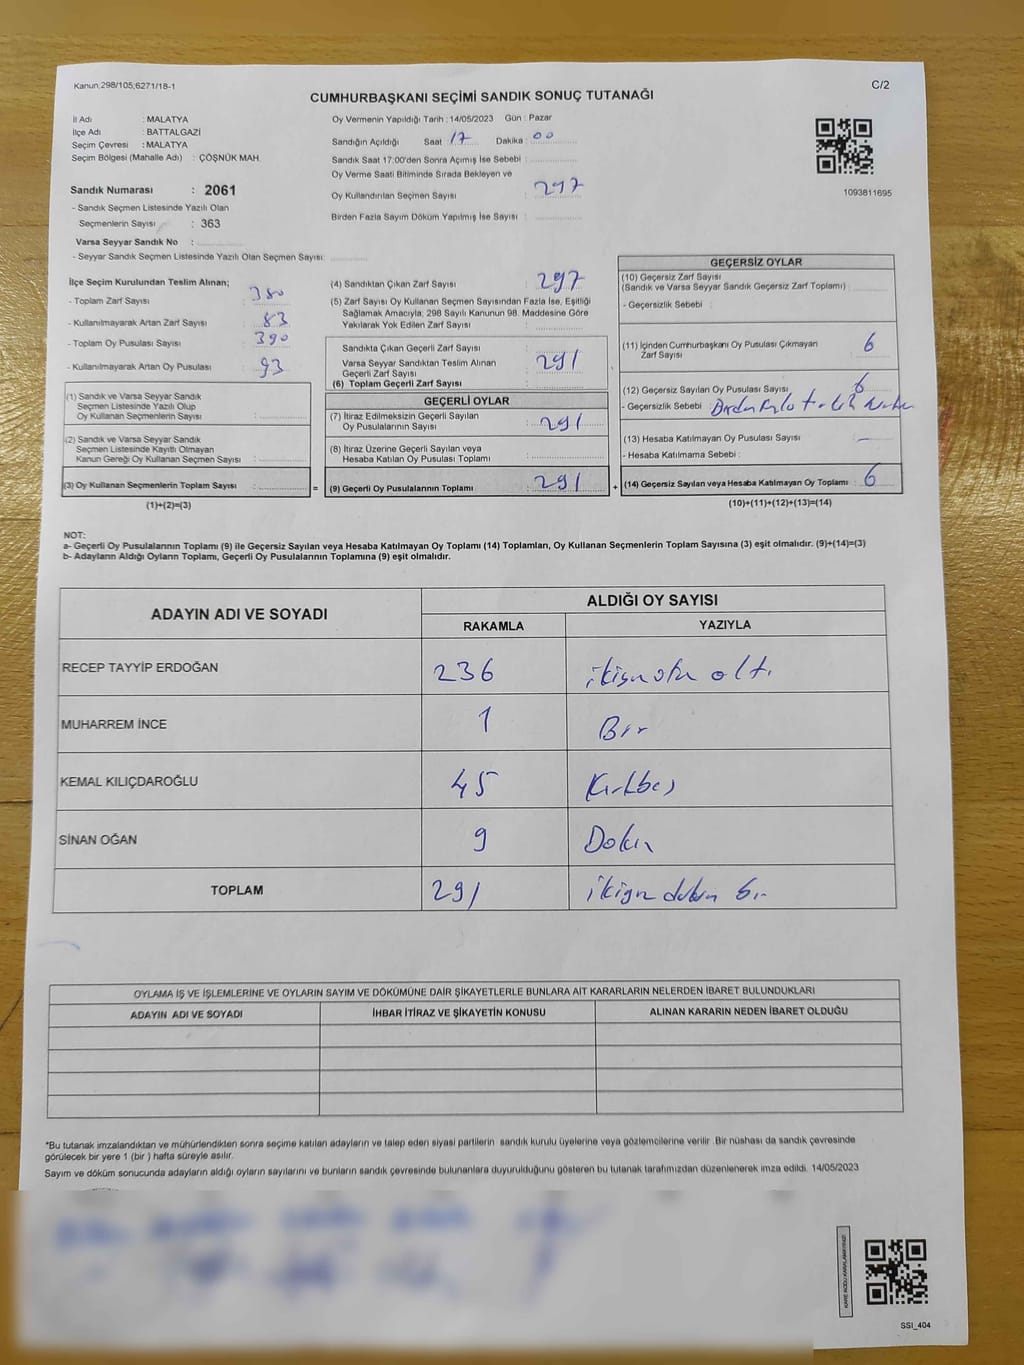 Kanun;298/105;6271/18-1
C/2
CUMHURBAŞKANI SEÇİMİ SANDIK SONUÇ TUTANAĞI
İl Adı : MALATYA
İlçe Adı : BATTALGAZİ
Seçim Çevresi : MALATYA
Seçim Bölgesi (Mahalle Adı) : ÇÖŞNÜK MAH.
Sandık Numarası : 2061
- Sandık Seçmen Listesinde Yazılı Olan
Seçmenlerin Sayısı : 363
Varsa Seyyar Sandık No :
- Seyyar Sandık Seçmen Listesinde Yazılı Olan Seçmen Sayısı:
Oy Vermenin Yapıldığı Tarih : 14/05/2023 Gün : Pazar
Sandığın Açıldığı Saat 17 Dakika : 00
Sandık Saat 17:00'den Sonra Açımış İse Sebebi :
Oy Verme Saati Bitiminde Sırada Bekleyen ve
Oy Kullandırılan Seçmen Sayısı : 297
Birden Fazla Sayım Döküm Yapılmış İse Sayısı :
1093811695
İlçe Seçim Kurulundan Teslim Alınan;
- Toplam Zarf Sayısı : 380
- Kullanılmayarak Artan Zarf Sayısı : 83
- Toplam Oy Pusulası Sayısı : 390
- Kullanılmayarak Artan Oy Pusulası : 93
(1) Sandık ve Varsa Seyyar Sandık
Seçmen Listesinde Yazılı Olup
Oy Kullanan Seçmenlerin Sayısı :
(2) Sandık ve Varsa Seyyar Sandık
Seçmen Listesinde Kayıtlı Olmayan
Kanun Gereği Oy Kullanan Seçmen Sayısı :
(3) Oy Kullanan Seçmenlerin Toplam Sayısı :
(1)+(2)=(3)
=
(4) Sandıktan Çıkan Zarf Sayısı : 297
(5) Zarf Sayısı Oy Kullanan Seçmen Sayısından Fazla İse, Eşitliği
Sağlamak Amacıyla, 298 Sayılı Kanunun 98. Maddesine Göre
Yakılarak Yok Edilen Zarf Sayısı :
Sandıkta Çıkan Geçerli Zarf Sayısı :
Varsa Seyyar Sandıktan Teslim Alınan
Geçerli Zarf Sayısı : 291
(6) Toplam Geçerli Zarf Sayısı :
GEÇERLİ OYLAR
(7) İtiraz Edilmeksizin Geçerli Sayılan
Oy Pusulalarının Sayısı : 291
(8) İtiraz Üzerine Geçerli Sayılan veya
Hesaba Katılan Oy Pusulası Toplamı :
(9) Geçerli Oy Pusulalarının Toplamı : 291
+
GEÇERSİZ OYLAR
(10) Geçersiz Zarf Sayısı
(Sandık ve Varsa Seyyar Sandık Geçersiz Zarf Toplamı) :
- Geçersizlik Sebebi :
(11) İçinden Cumhurbaşkanı Oy Pusulası Çıkmayan
Zarf Sayısı : 6
(12) Geçersiz Sayılan Oy Pusulası Sayısı : 6
- Geçersizlik Sebebi : Birden Fazla
(13) Hesaba Katılmayan Oy Pusulası Sayısı : –
- Hesaba Katılmama Sebebi :
(14) Geçersiz Sayılan veya Hesaba Katılmayan Oy Toplamı : 6
(10)+(11)+(12)+(13)=(14)
NOT:
a- Geçerli Oy Pusulalarının Toplamı (9) ile Geçersiz Sayılan veya Hesaba Katılmayan Oy Toplamı (14) Toplamları, Oy Kullanan Seçmenlerin Toplam Sayısına (3) eşit olmalıdır. (9)+(14)=(3)
b- Adayların Aldığı Oyların Toplamı, Geçerli Oy Pusulalarının Toplamına (9) eşit olmalıdır.
ADAYIN ADI VE SOYADI
ALDIĞI OY SAYISI
RAKAMLA YAZIYLA
RECEP TAYYİP ERDOĞAN 236 ikiyüz otuz altı
MUHARREM İNCE 1 Bir
KEMAL KILIÇDAROĞLU 45 Kırkbeş
SİNAN OĞAN 9 Dokuz
TOPLAM 291 ikiyüz doksan bir
OYLAMA İŞ VE İŞLEMLERİNE VE OYLARIN SAYIM VE DÖKÜMÜNE DAİR ŞİKAYETLERLE BUNLARA AİT KARARLARIN NELERDEN İBARET BULUNDUKLARI
ADAYIN ADI VE SOYADI İHBAR İTİRAZ VE ŞİKAYETİN KONUSU ALINAN KARARIN NEDEN İBARET OLDUĞU
*Bu tutanak imzalandıktan ve mühürlendikten sonra seçime katılan adayların ve talep eden siyasi partilerin sandık kurulu üyelerine veya gözlemcilerine verilir. Bir nüshası da sandık çevresinde
görülecek bir yere 1 (bir ) hafta süreyle asılır.
Sayım ve döküm sonucunda adayların aldığı oyların sayılarını ve bunların sandık çevresinde bulunanlara duyurulduğunu gösteren bu tutanak tarafımızdan düzenlenerek imza edildi. 14/05/2023
KARE KODU KARALAMAYINIZ!
SSI_404